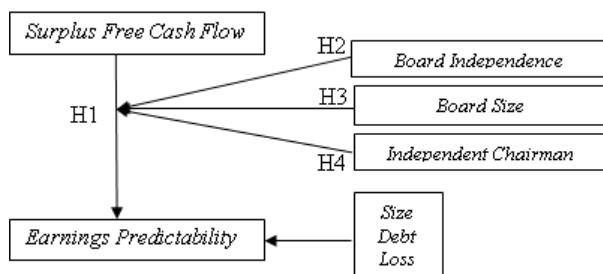 Surplus Free Cash Flow
H2
Board Independence
H3
Board Size
H1
H4
Independent Chairman
Size
Earnings Predictability
Debt
Loss